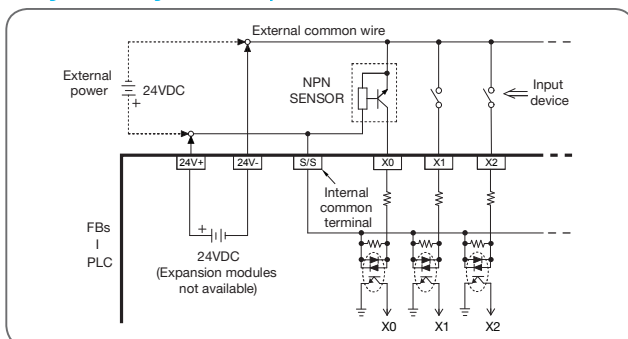 External common wire
External
power
24VDC
+
NPN
SENSOR
Input
device
24V+
24V-
S/S
X0
X1
X2
Internal
common
terminal
FBs
I
PLC
+
24VDC
(Expansion modules
not available)
X0
X1
X2